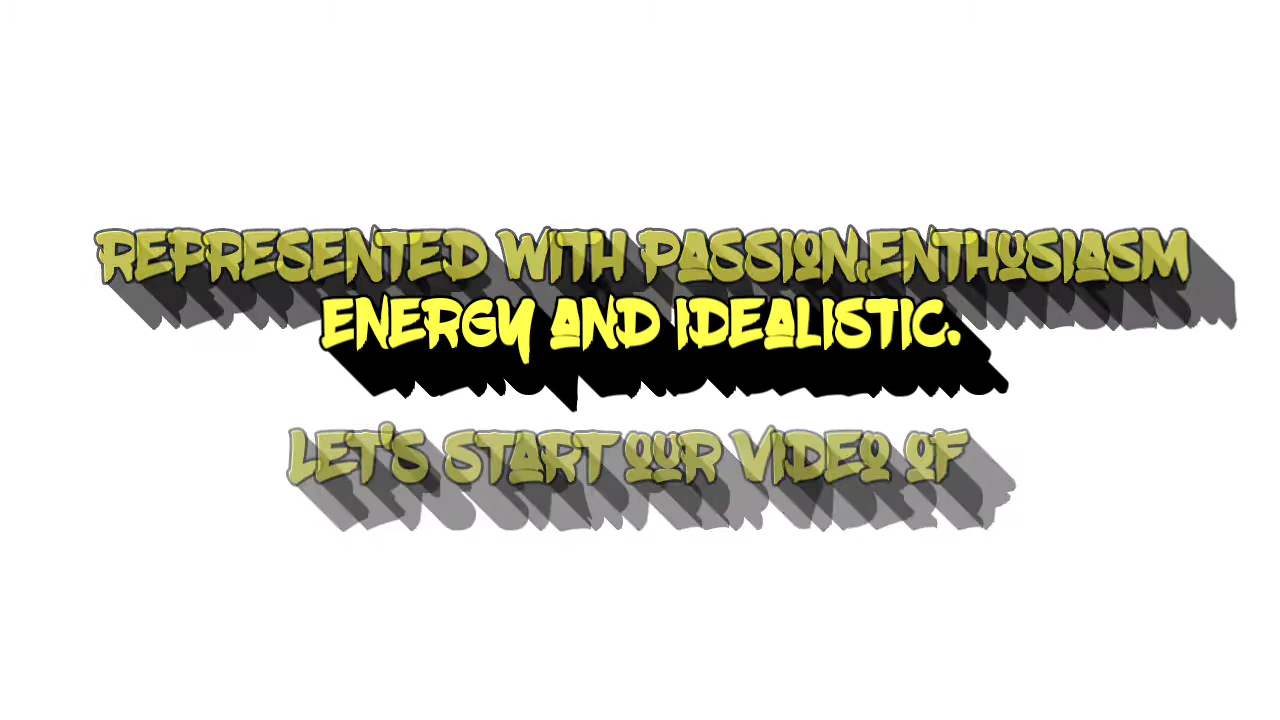 REPRESENTED WITH PASSION,ENTHUSIASM
ENERGY AND IDEALISTIC.
LET'S START OUR VIDEO OF